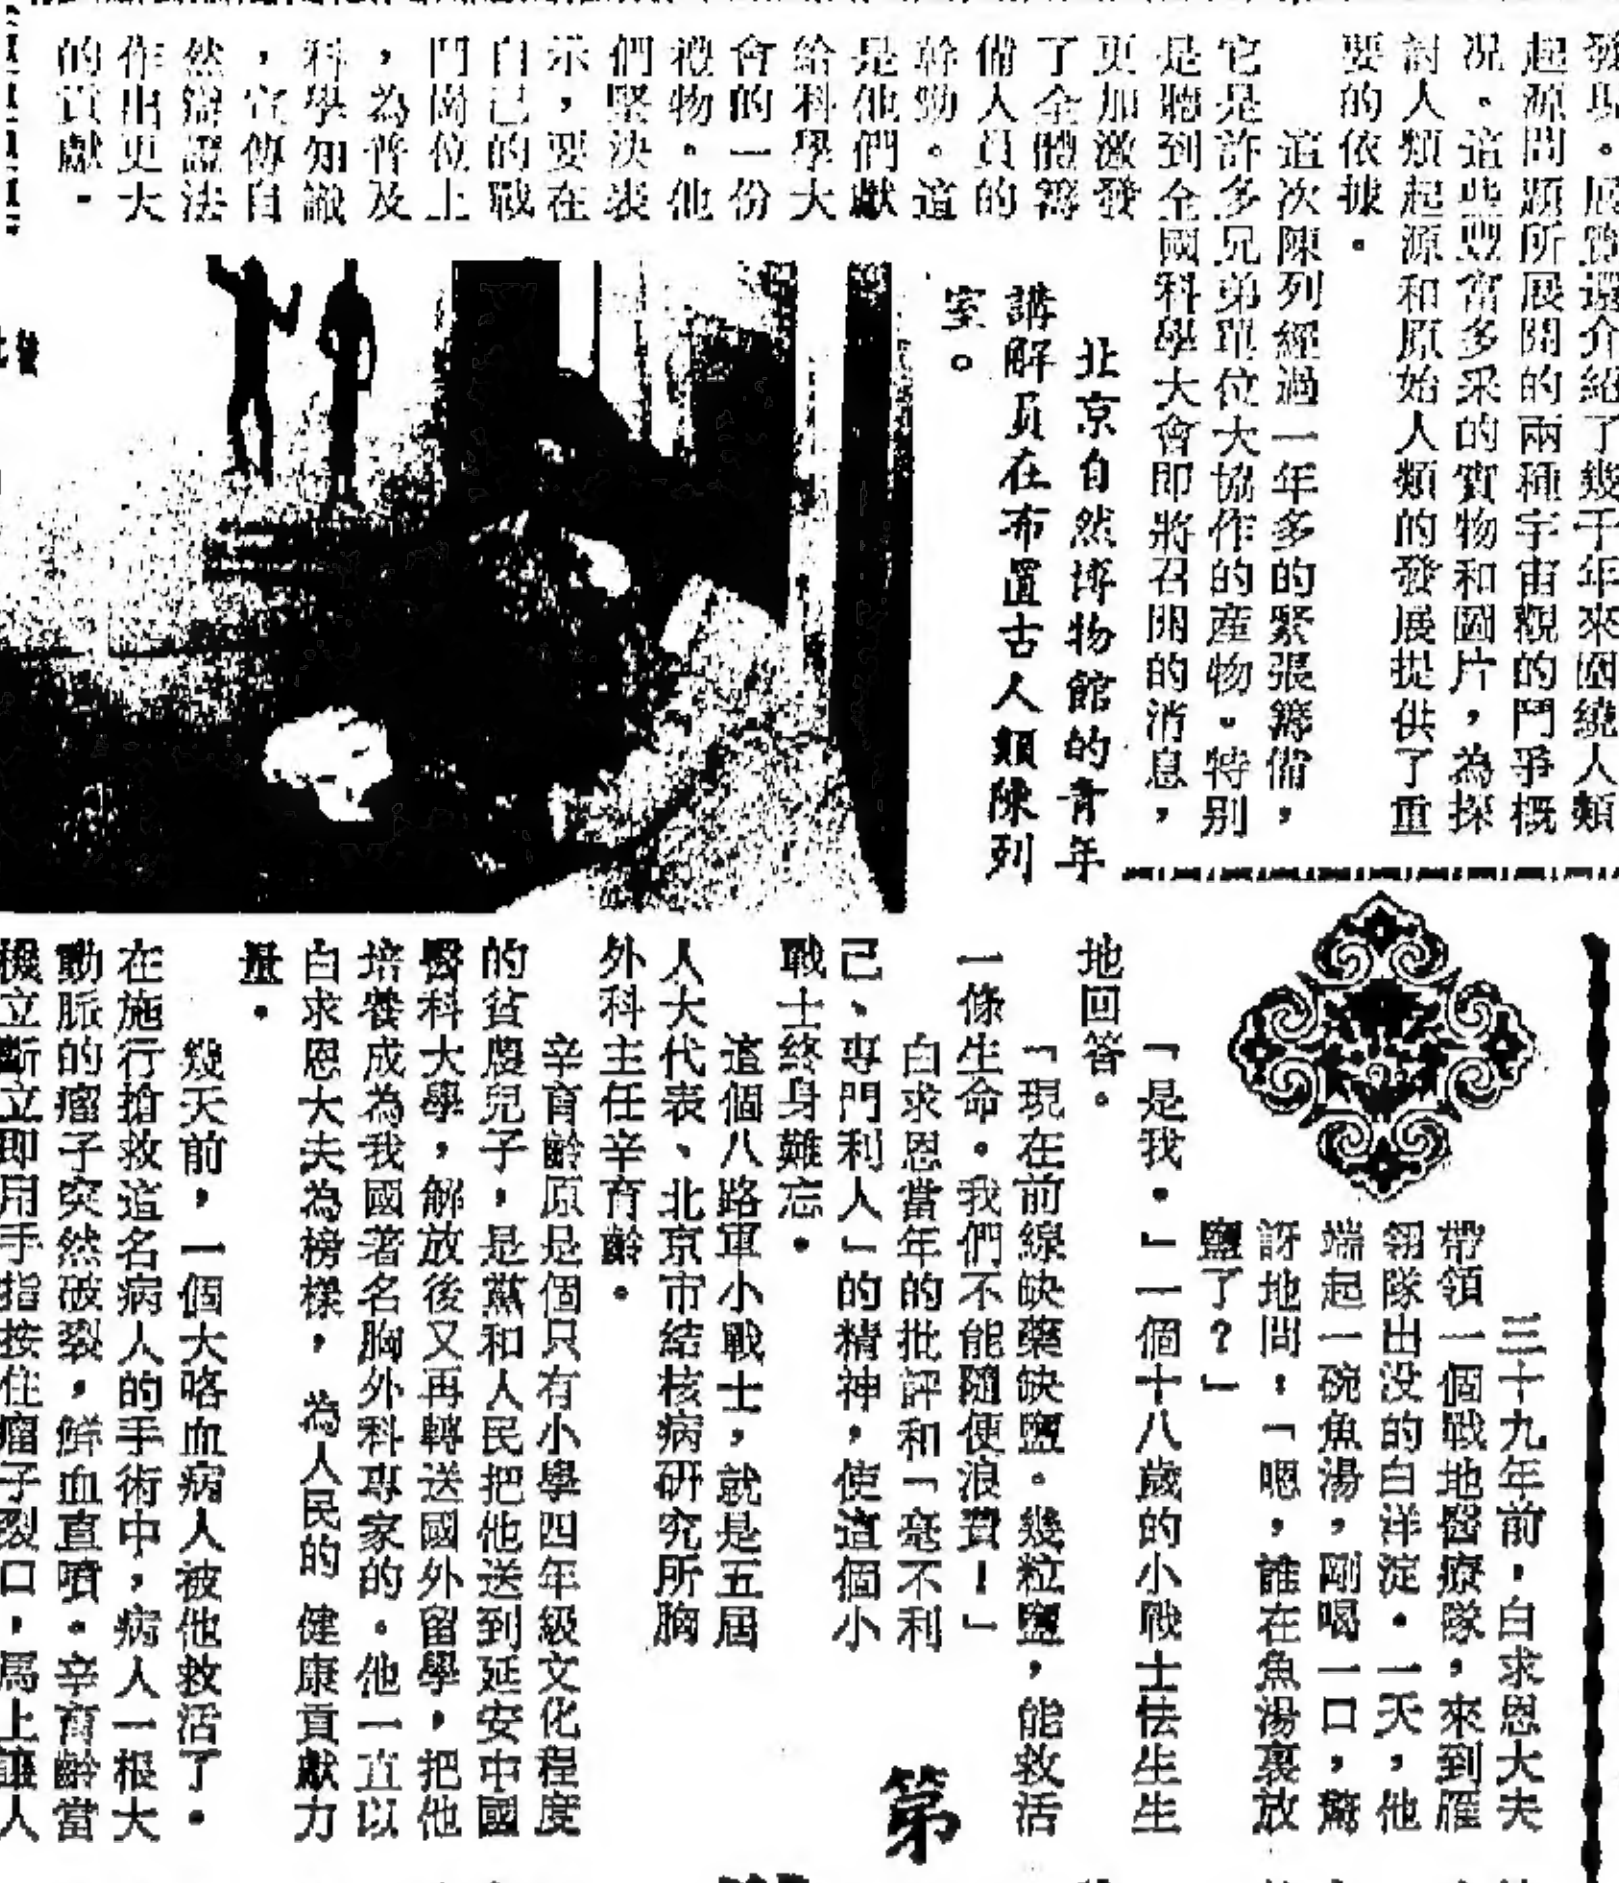 發現。展覽還介紹了幾千年來圍繞人類
起源問題所展開的兩種宇宙觀的鬥爭概
況。這些豐富多采的實物和圖片，為探
討人類起源和原始人類的發展提供了重
要的依據。
這次陳列經過一年多的緊張籌備，
它是許多兄弟單位大協作的產物。特別
是聽到全國科學大會即將召開的消息，
更加激發
了全體籌
備人員的
幹勁。這
是他們獻
給科學大
會的一份
禮物。他
們堅決表
示，要在
自己的戰
鬥崗位上
，為普及
科學知識
，宣傳自
然辯證法
作出更大
的貢獻。
北京自然博物館的青年
講解員在布置古人類陳列
室。
三十九年前，白求恩大夫
帶領一個戰地醫療隊，來到雁
翎隊出没的白洋淀。一天，他
端起一碗魚湯，剛喝一口，驚
訝地問：「嗯，誰在魚湯裏放
鹽了？」
「是我。」一個十八歲的小戰士怯生生
地回答。
「現在前線缺藥缺鹽。幾粒鹽，能救活
一條生命。我們不能隨便浪費！」
白求恩當年的批評和「毫不利
己、專門利人」的精神，使這個小
戰士終身難忘。
這個八路軍小戰士，就是五屆
人大代表、北京市結核病研究所胸
外科主任辛育齡。
辛育齡原是個只有小學四年級文化程度
的貧農兒子，是黨和人民把他送到延安中國
醫科大學，解放後又再轉送國外留學，把他
培養成為我國著名胸外科專家的。他一直以
白求恩大夫為榜樣，為人民的健康貢獻力
量。
幾天前，一個大咯血病人被他救活了。
在施行搶救這名病人的手術中，病人一根大
動脈的瘤子突然破裂，鮮血直噴。辛育齡當
機立斷立即用手指按住瘤子裂口，馬上讓人
第